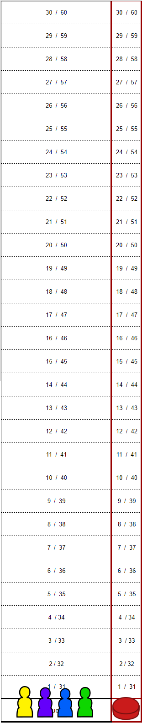 30 / 60 30 / 60
29 / 59 29 / 59
28 / 58 28 / 58
27 / 57 27 / 57
26 / 56 26 / 56
25 / 55 25 / 55
24 / 54 24 / 54
23 / 53 23 / 53
22 / 52 22 / 52
21 / 51 21 / 51
20 / 50 20 / 50
19 / 49 19 / 49
18 / 48 18 / 48
17 / 47 17 / 47
16 / 46 16 / 46
15 / 45 15 / 45
14 / 44 14 / 44
13 / 43 13 / 43
12 / 42 12 / 42
11 / 41 11 / 41
10 / 40 10 / 40
9 / 39 9 / 39
8 / 38 8 / 38
7 / 37 7 / 37
6 / 36 6 / 36
5 / 35 5 / 35
4 / 34 4 / 34
3 / 33 3 / 33
2 / 32 2 / 32
1 / 31 1 / 31